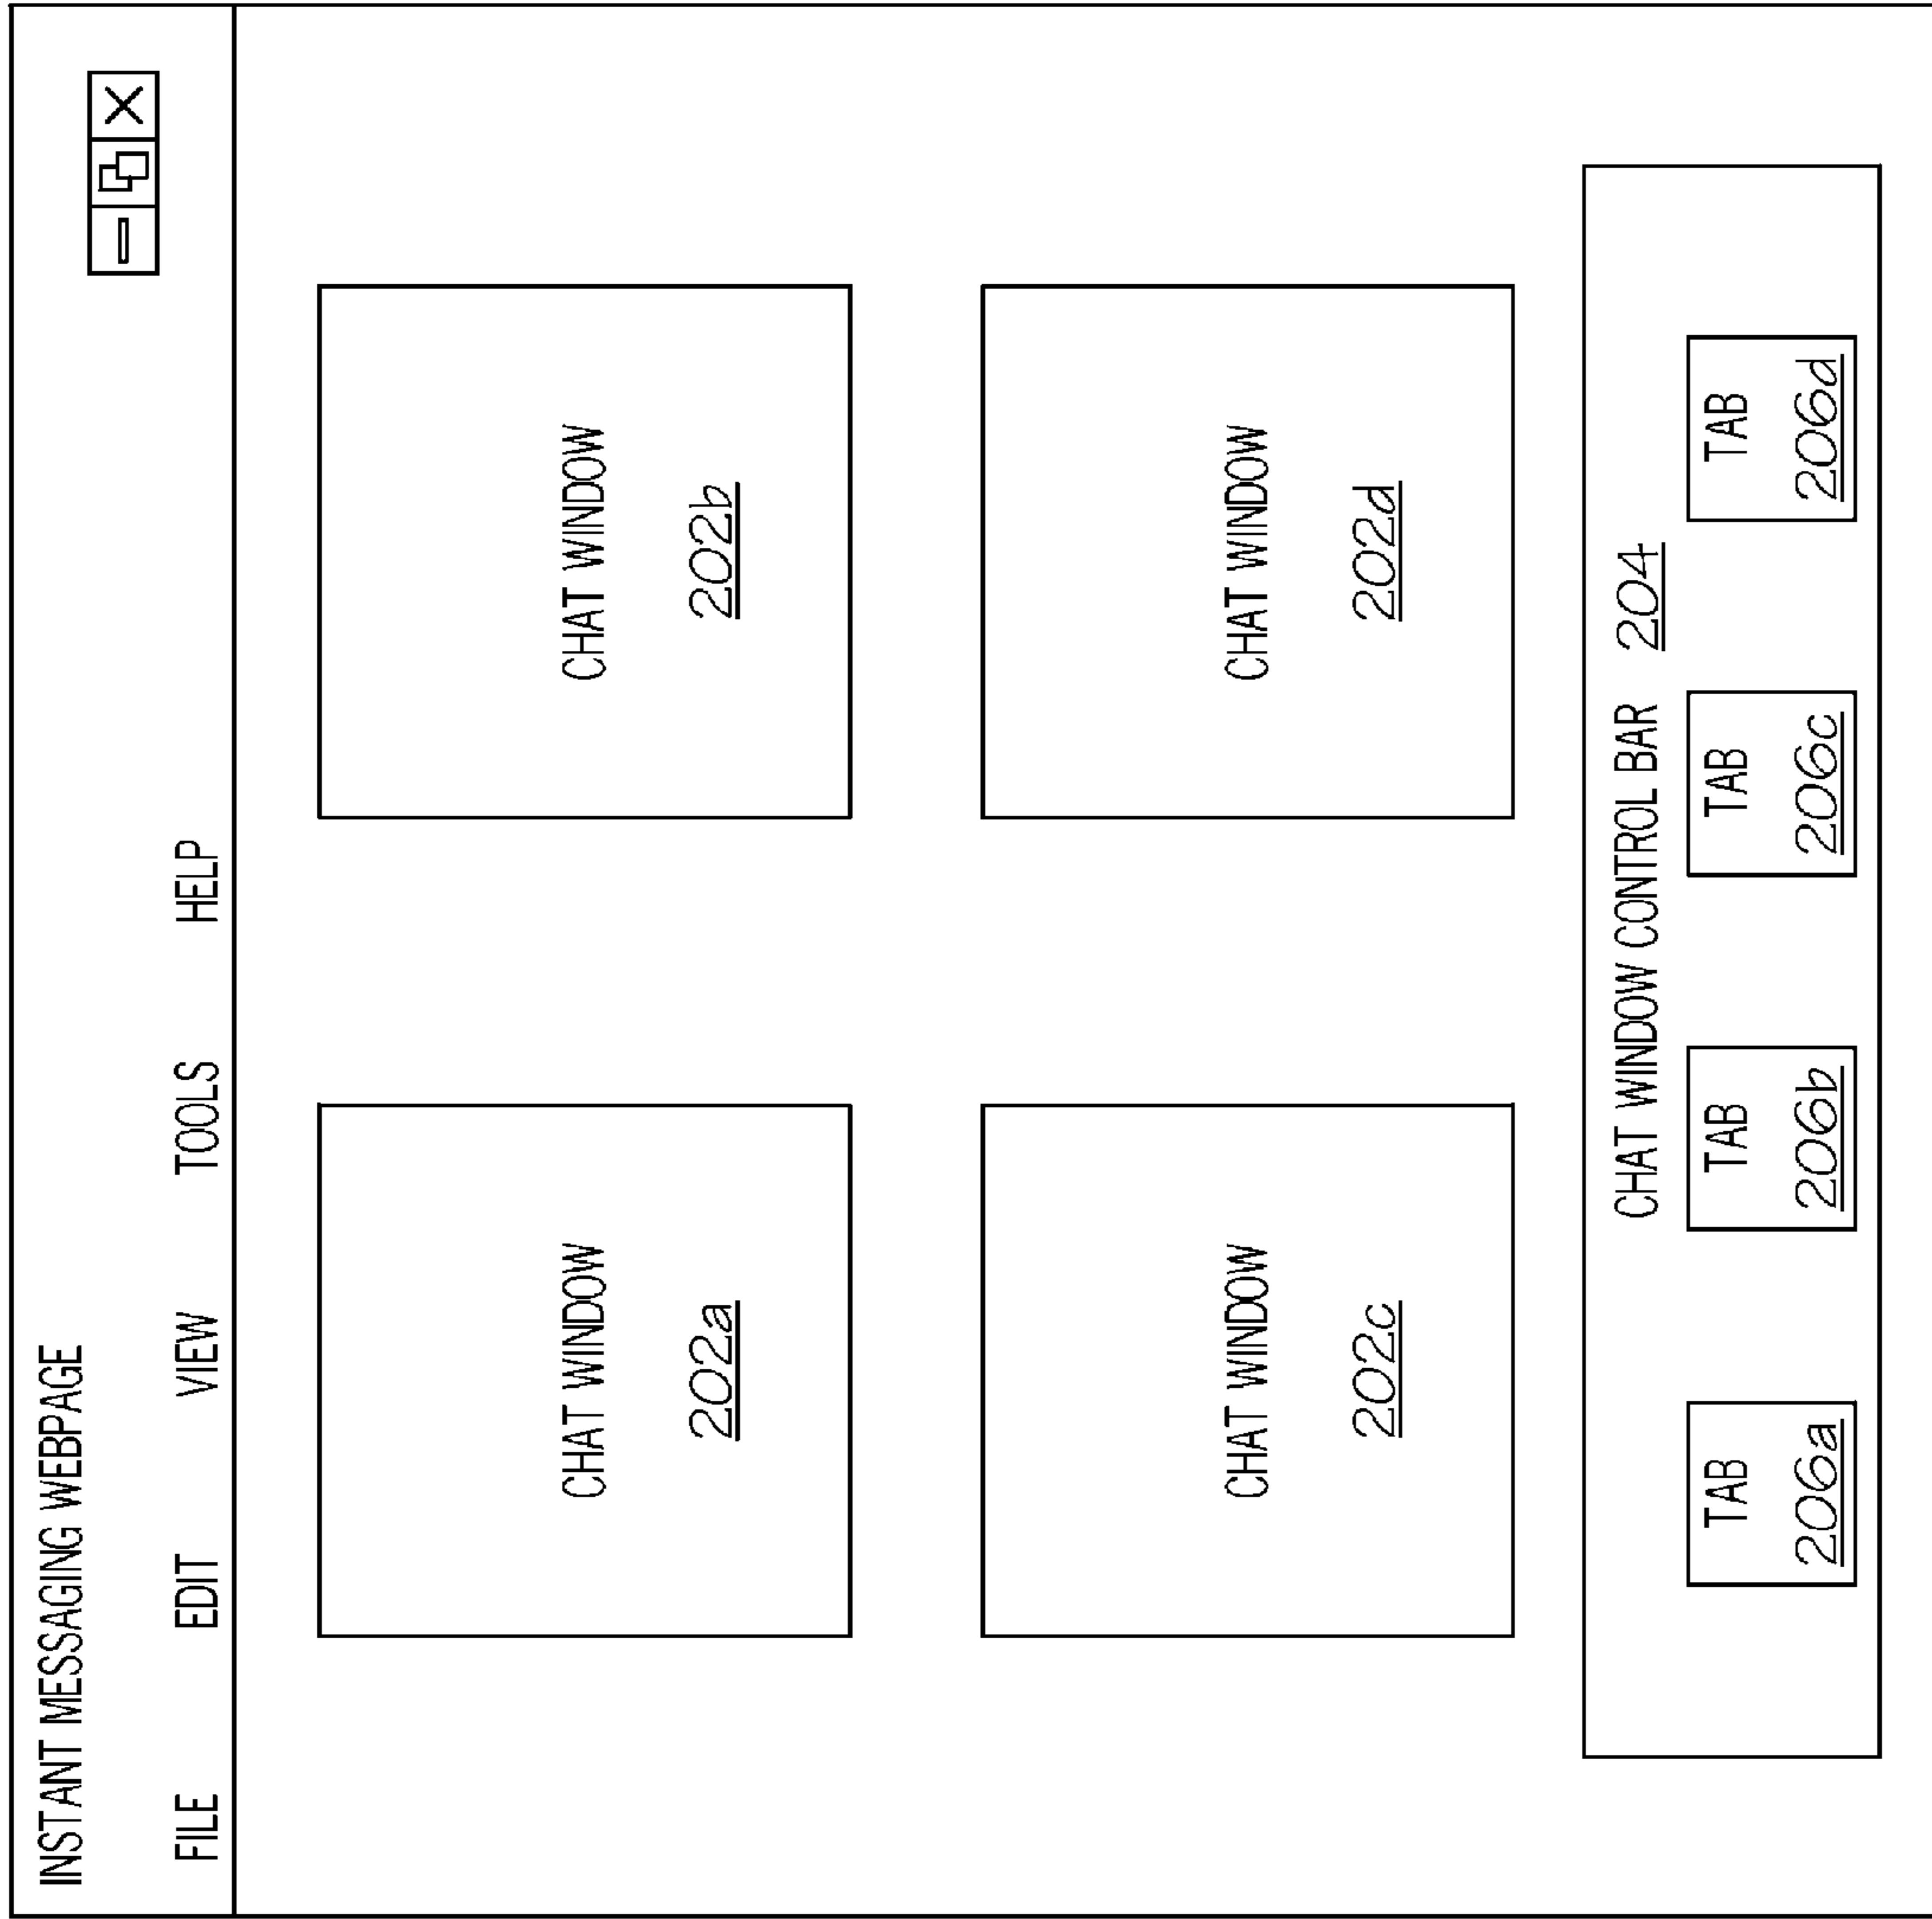 INSTANT MESSAGING WEBPAGE
FILE EDIT VIEW TOOLS HELP
CHAT WINDOW
202a
CHAT WINDOW
202b
CHAT WINDOW
202c
CHAT WINDOW
202d
CHAT WINDOW CONTROL BAR 204
TAB
206a
TAB
206b
TAB
206c
TAB
206d